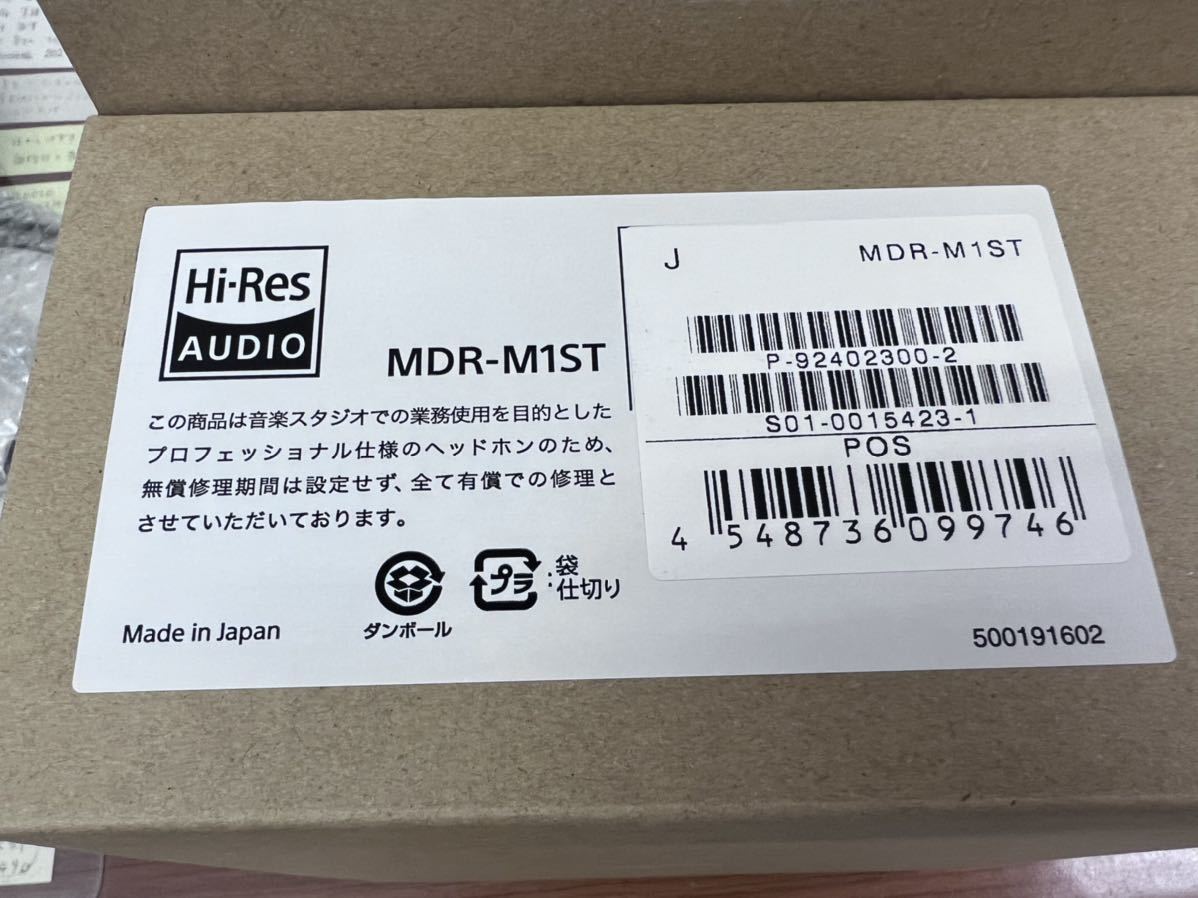 Hi-Res
AUDIO
MDR-M1ST
この商品は音楽スタジオでの業務使用を目的とした
プロフェッショナル仕様のヘッドホンのため、
無償修理期間は設定せず、全て有償での修理と
させていただいております。
ダンボール
プラ
:袋
仕切り
Made in Japan
J
MDR-M1ST
P-92402300-2
S01-0015423-1
POS
4 548736 099746
500191602